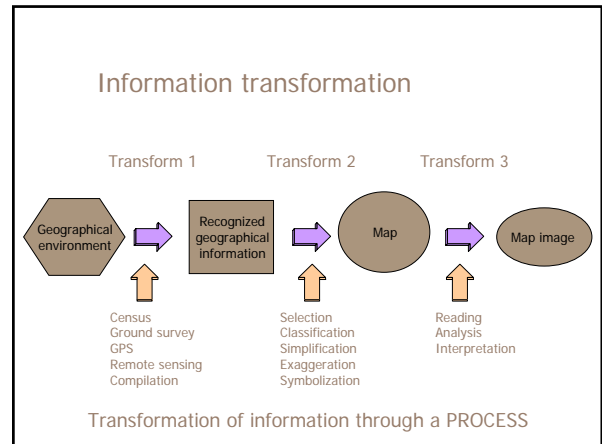 Information transformation
Transform 1
Transform 2
Transform 3
Geographical
environment
Recognized
geographical
information
Map
Map image
Census
Ground survey
GPS
Remote sensing
Compilation
Selection
Classification
Simplification
Exaggeration
Symbolization
Reading
Analysis
Interpretation
Transformation of information through a PROCESS